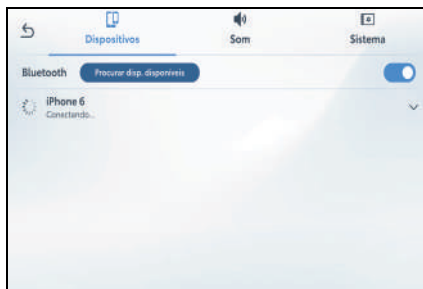 Dispositivos
Som
Sistema
Bluetooth
Procurar disp. disponíveis
iPhone 6
Conectando...